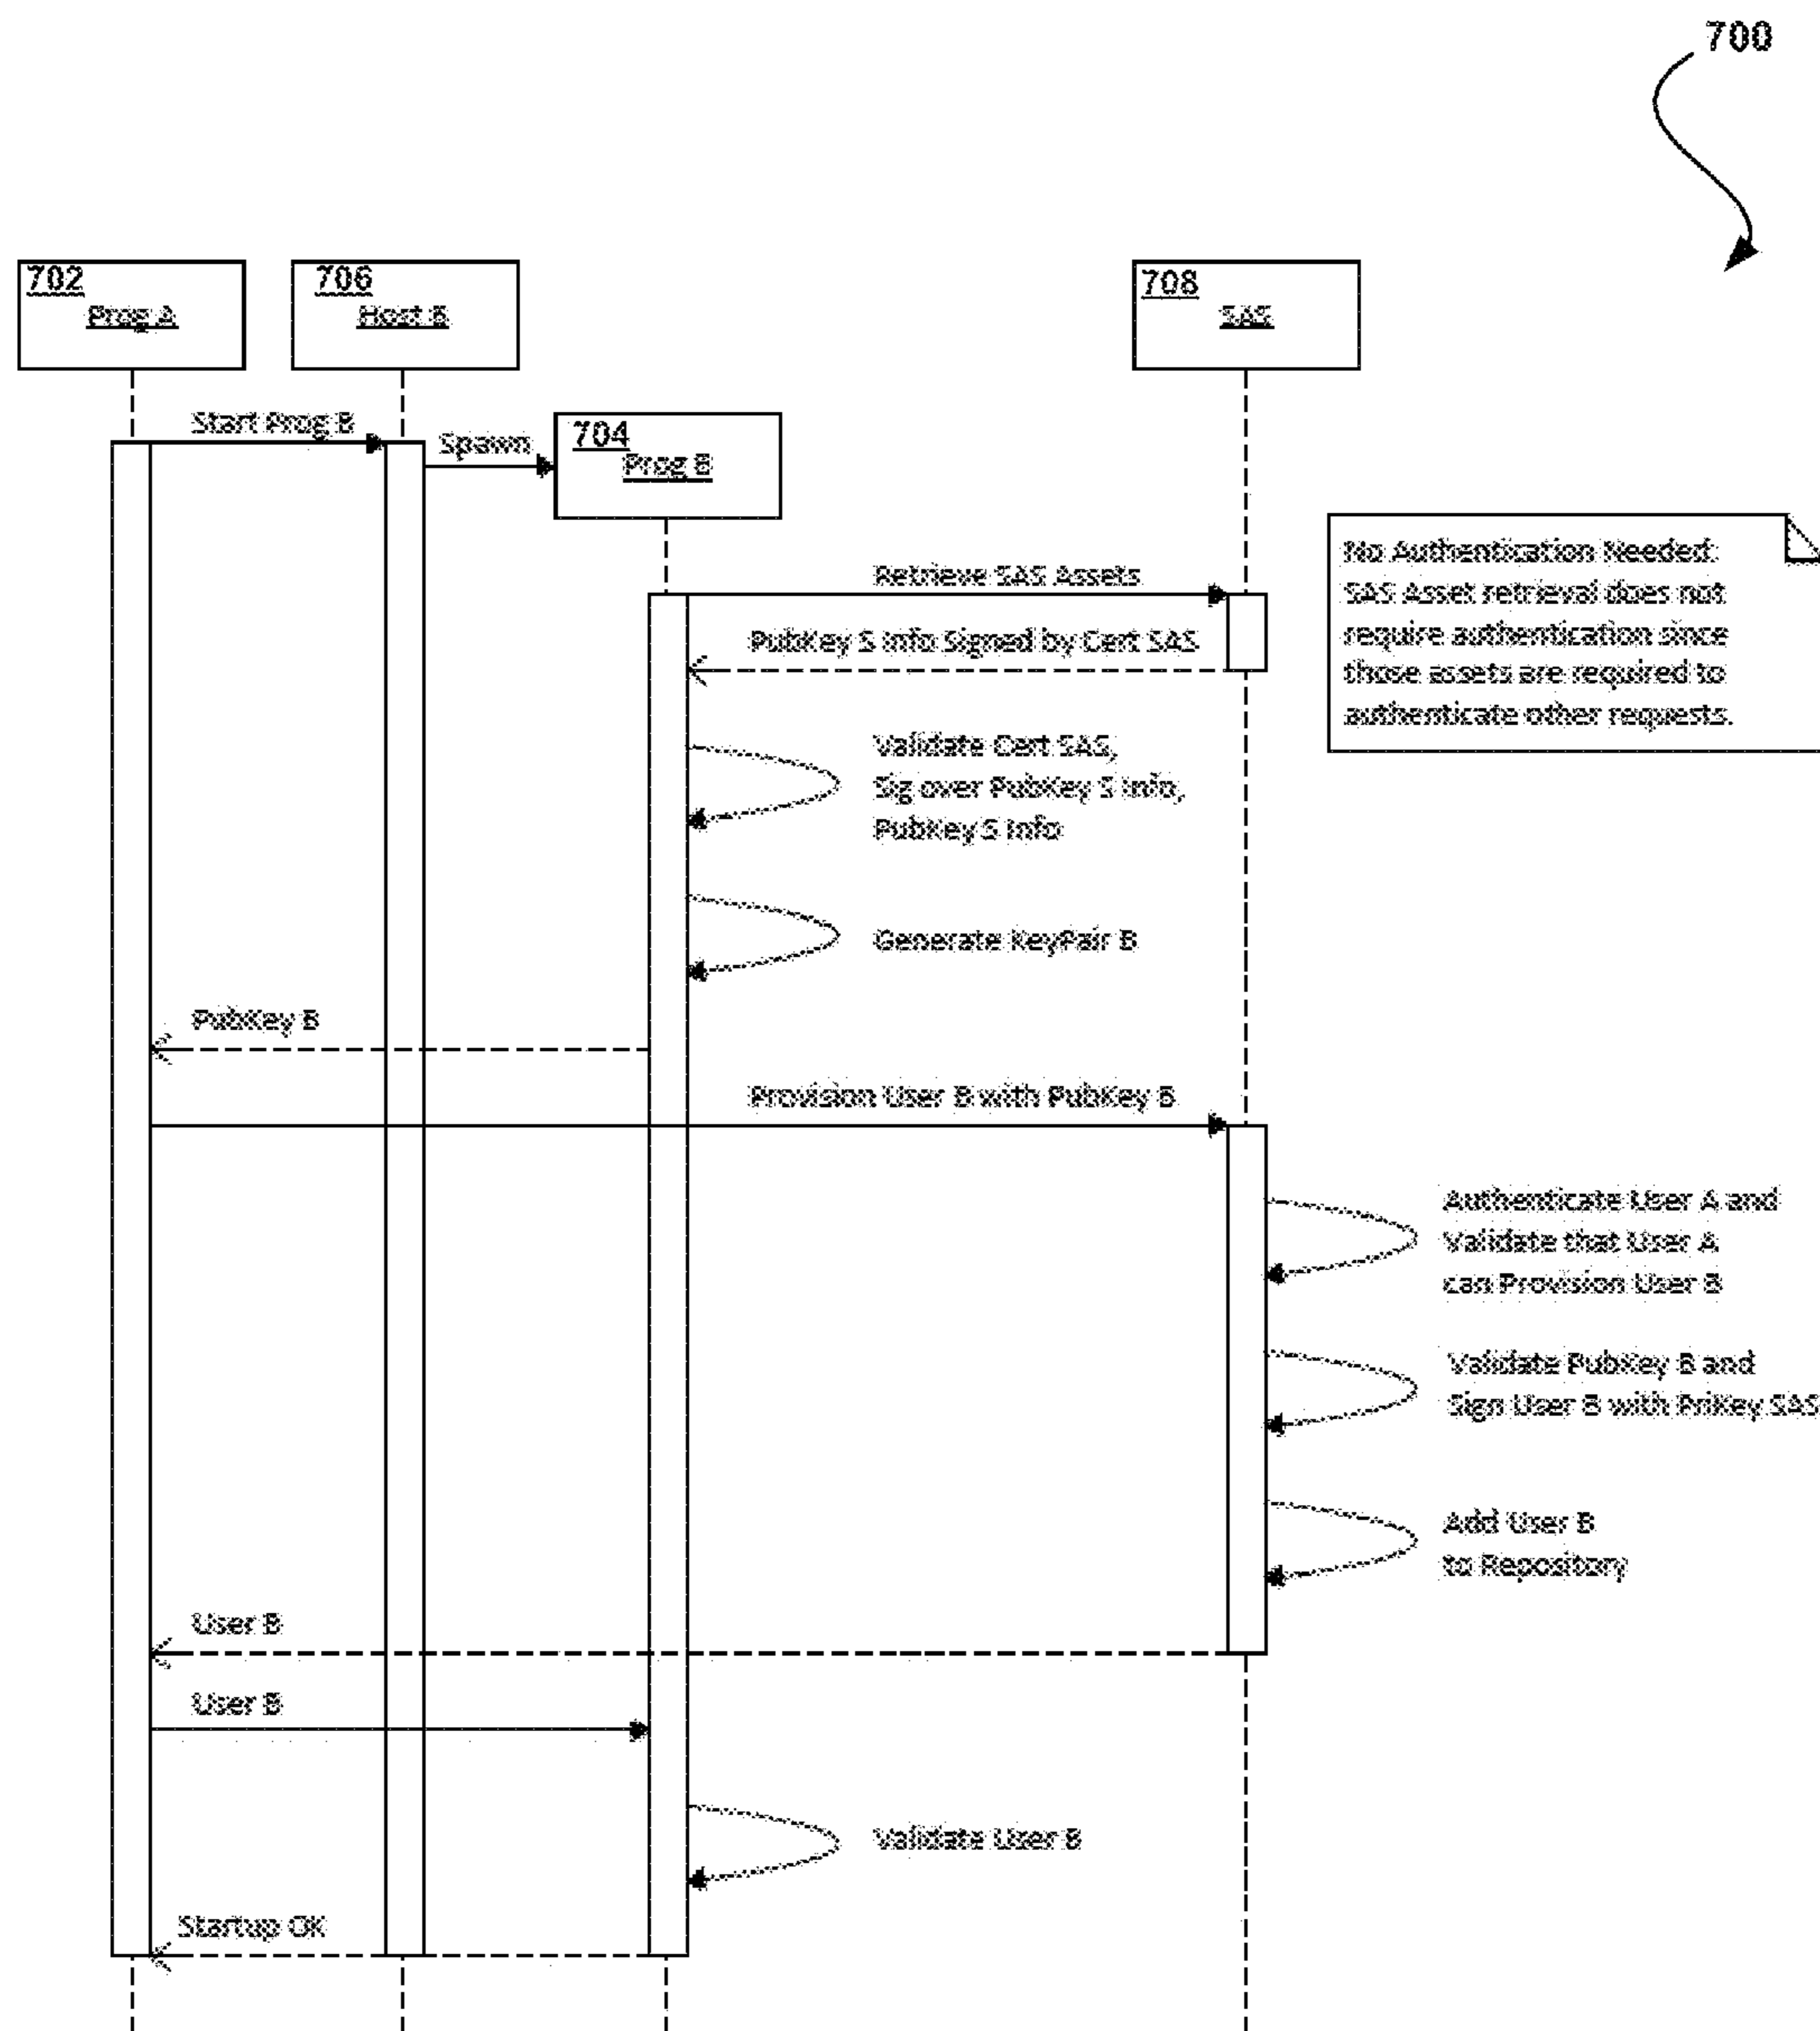 700
702
Prog A
706
Host B
708
SAS
Start Prog B
Spawn
704
Prog B
No Authentication Needed:
SAS Asset retrieval does not
require authentication since
those assets are required to
authenticate other requests.
Retrieve SAS Assets
PubKey S Info Signed by Cert SAS
Validate Cert SAS,
Sig over PubKey S Info,
PubKey S Info
Generate KeyPair B
PubKey B
Provision User B with PubKey B
Authenticate User A and
Validate that User A
can Provision User B
Validate PubKey B and
Sign User B with PriKey SAS
Add User B
to Repository
User B
User B
Validate User B
Startup OK